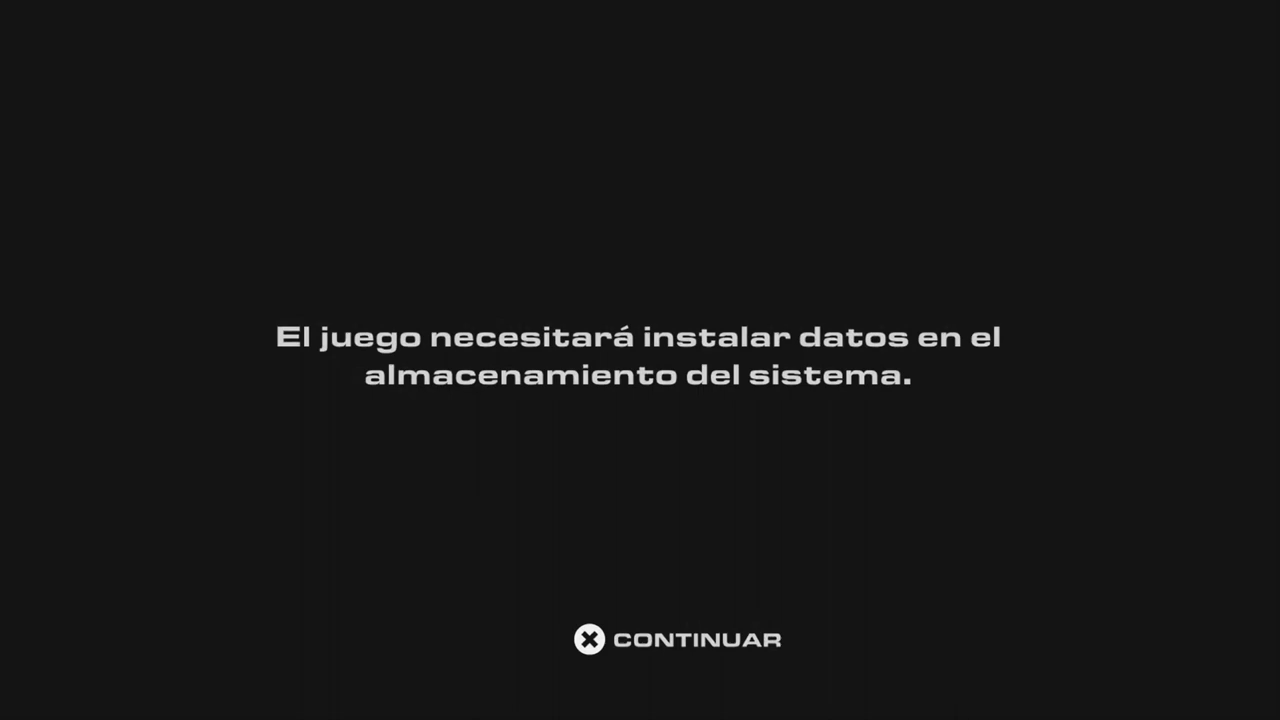 El juego necesitará instalar datos en el
almacenamiento del sistema.
CONTINUAR